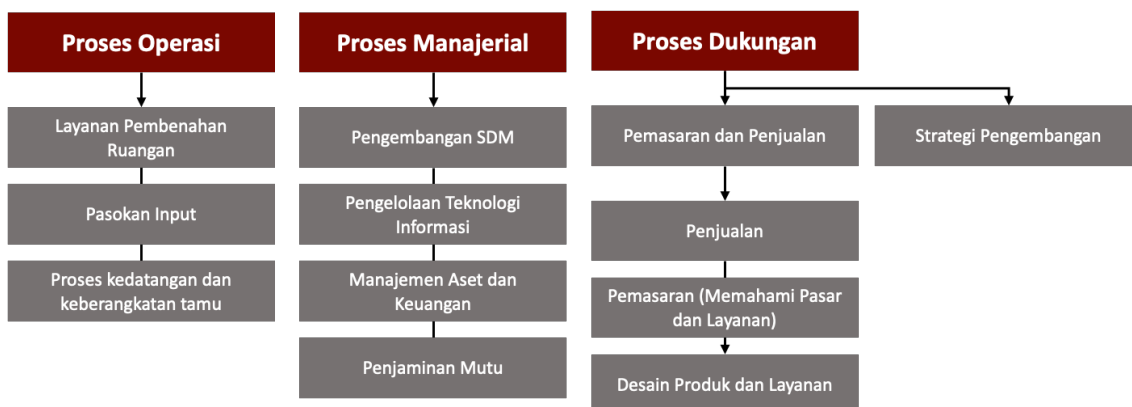 Proses Operasi
Layanan Pembenahan
Ruangan
Pasokan Input
Proses kedatangan dan
keberangkatan tamu
Proses Manajerial
Pengembangan SDM
Pengelolaan Teknologi
Informasi
Manajemen Aset dan
Keuangan
Penjaminan Mutu
Proses Dukungan
Pemasaran dan Penjualan
Strategi Pengembangan
Penjualan
Pemasaran (Memahami Pasar
dan Layanan)
Desain Produk dan Layanan